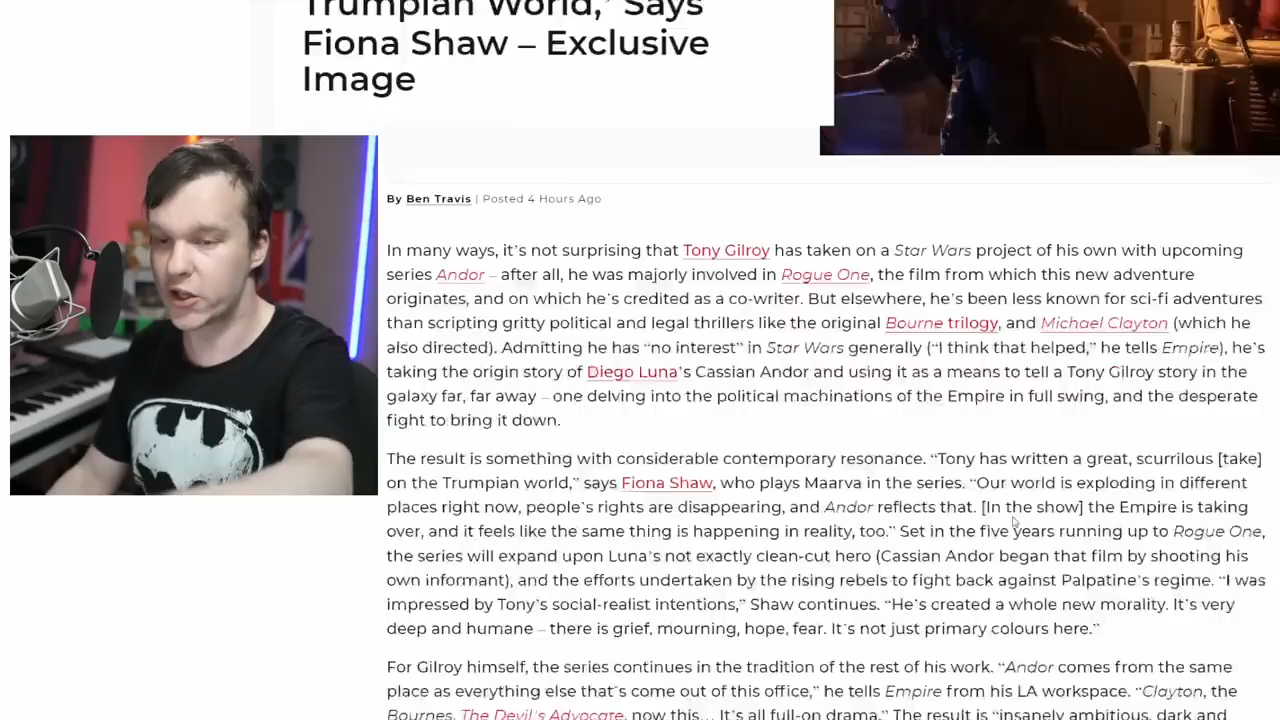 Trumpian World,’ Says
Fiona Shaw – Exclusive
Image
By Ben Travis | Posted 4 Hours Ago
In many ways, it’s not surprising that Tony Gilroy has taken on a Star Wars project of his own with upcoming
series Andor – after all, he was majorly involved in Rogue One, the film from which this new adventure
originates, and on which he’s credited as a co-writer. But elsewhere, he’s been less known for sci-fi adventures
than scripting gritty political and legal thrillers like the original Bourne trilogy, and Michael Clayton (which he
also directed). Admitting he has “no interest” in Star Wars generally (“I think that helped,” he tells Empire), he’s
taking the origin story of Diego Luna’s Cassian Andor and using it as a means to tell a Tony Gilroy story in the
galaxy far, far away – one delving into the political machinations of the Empire in full swing, and the desperate
fight to bring it down.
The result is something with considerable contemporary resonance. “Tony has written a great, scurrilous [take]
on the Trumpian world,” says Fiona Shaw, who plays Maarva in the series. “Our world is exploding in different
places right now, people’s rights are disappearing, and Andor reflects that. [In the show] the Empire is taking
over, and it feels like the same thing is happening in reality, too.” Set in the five years running up to Rogue One,
the series will expand upon Luna’s not exactly clean-cut hero (Cassian Andor began that film by shooting his
own informant), and the efforts undertaken by the rising rebels to fight back against Palpatine’s regime. “I was
impressed by Tony’s social-realist intentions,” Shaw continues. “He’s created a whole new morality. It’s very
deep and humane – there is grief, mourning, hope, fear. It’s not just primary colours here.”
For Gilroy himself, the series continues in the tradition of the rest of his work. “Andor comes from the same
place as everything else that’s come out of this office,” he tells Empire from his LA workspace. “Clayton, the
Bournes, The Devil’s Advocate, now this… It’s all full-on drama.” The result is “insanely ambitious, dark and